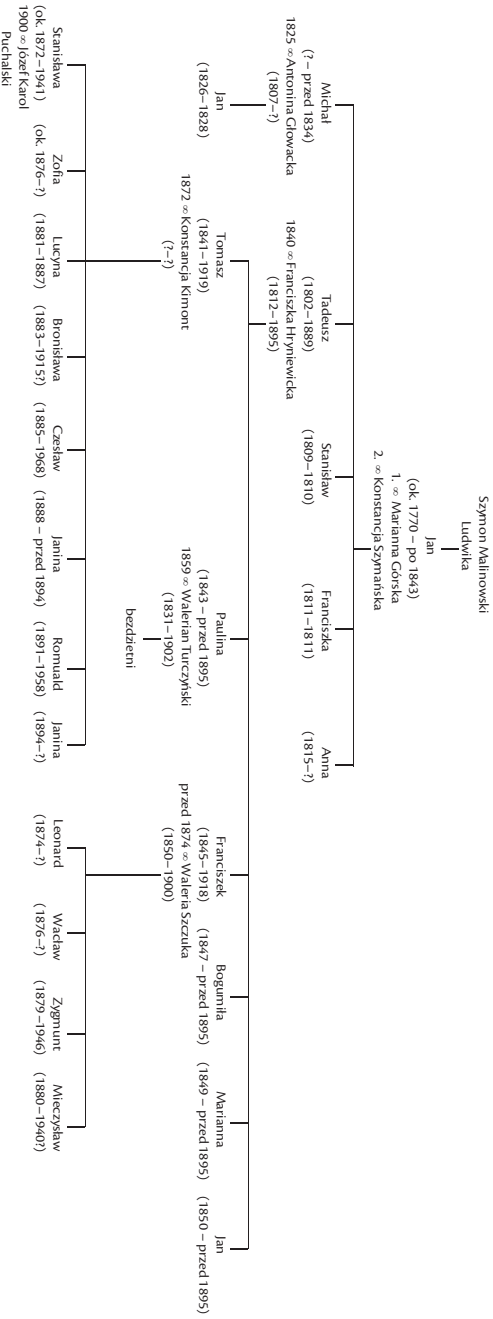 Szymon Malinowski
Ludwika
Jan
(ok. 1770 – po 1843)
1. ∞ Marianna Górska
2. ∞ Konstancja Szymańska
Michał
(? – przed 1834)
1825 ∞ Antonina Głowacka
(1807–?)
Tadeusz
(1802–1889)
1840 ∞ Franciszka Hryniewicka
(1812–1895)
Stanisław
(1809–1810)
Franciszka
(1811–1811)
Anna
(1815–?)
Jan
(1826–1828)
Tomasz
(1841–1919)
1872 ∞ Konstancja Kimont
(?–?)
Paulina
(1843 – przed 1895)
1859 ∞ Walerian Turczyński
(1831–1902)
bezdzietni
Franciszek
(1845–1918)
przed 1874 ∞ Waleria Szczuka
(1850–1900)
Bogumiła
(1847 – przed 1895)
Marianna
(1849 – przed 1895)
Jan
(1850 – przed 1895)
Stanisława
(ok. 1872–1941)
1900 ∞ Józef Karol
Puchalski
Zofia
(ok. 1876–?)
Lucyna
(1881–1887)
Bronisława
(1883–1915?)
Czesław
(1885–1968)
Janina
(1888 – przed 1894)
Romuald
(1891–1958)
Janina
(1894–?)
Leonard
(1874–?)
Wacław
(1876–?)
Zygmunt
(1879–1946)
Mieczysław
(1880–1940?)